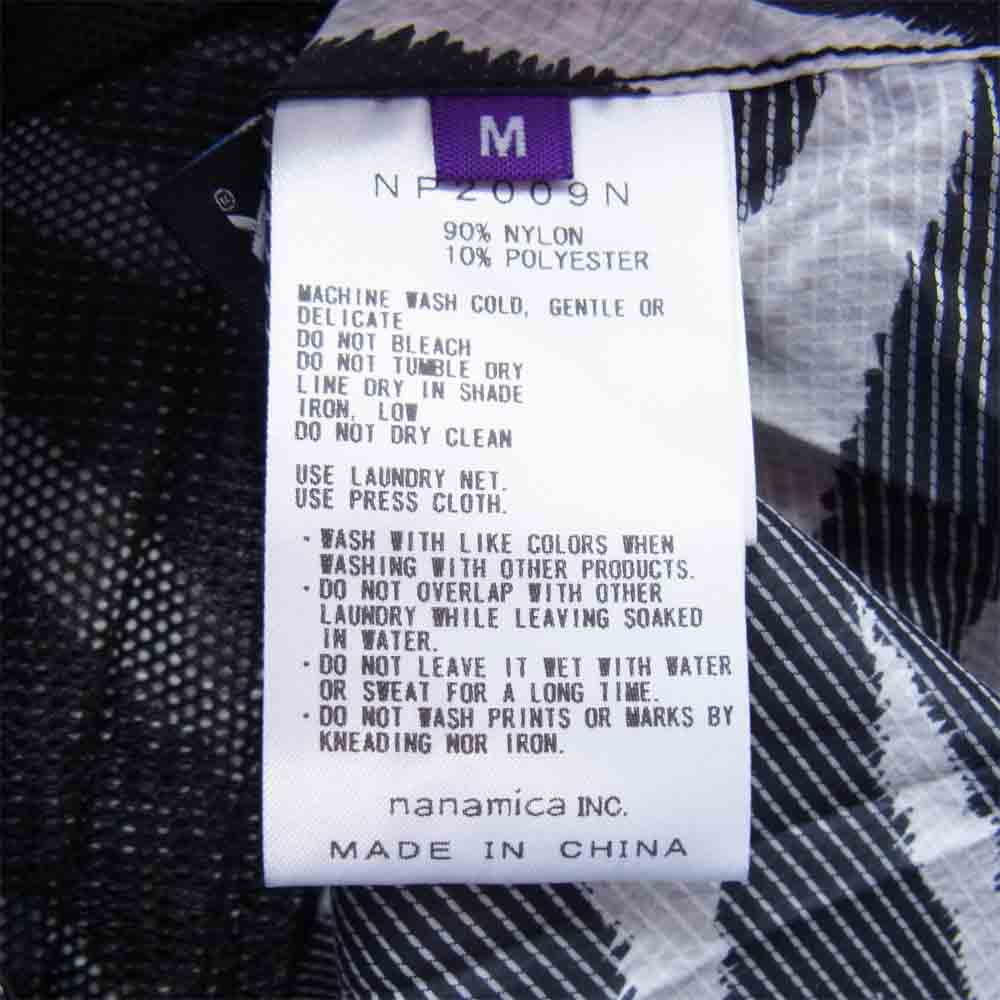 M
NP2009N
90% NYLON
10% POLYESTER
MACHINE WASH COLD, GENTLE OR
DELICATE
DO NOT BLEACH
DO NOT TUMBLE DRY
LINE DRY IN SHADE
IRON, LOW
DO NOT DRY CLEAN
USE LAUNDRY NET.
USE PRESS CLOTH.
・WASH WITH LIKE COLORS WHEN
WASHING WITH OTHER PRODUCTS.
・DO NOT OVERLAP WITH OTHER
LAUNDRY WHILE LEAVING SOAKED
IN WATER.
・DO NOT LEAVE IT WET WITH WATER
OR SWEAT FOR A LONG TIME.
・DO NOT WASH PRINTS OR MARKS BY
KNEADING NOR IRON.
nanamica INC.
MADE IN CHINA